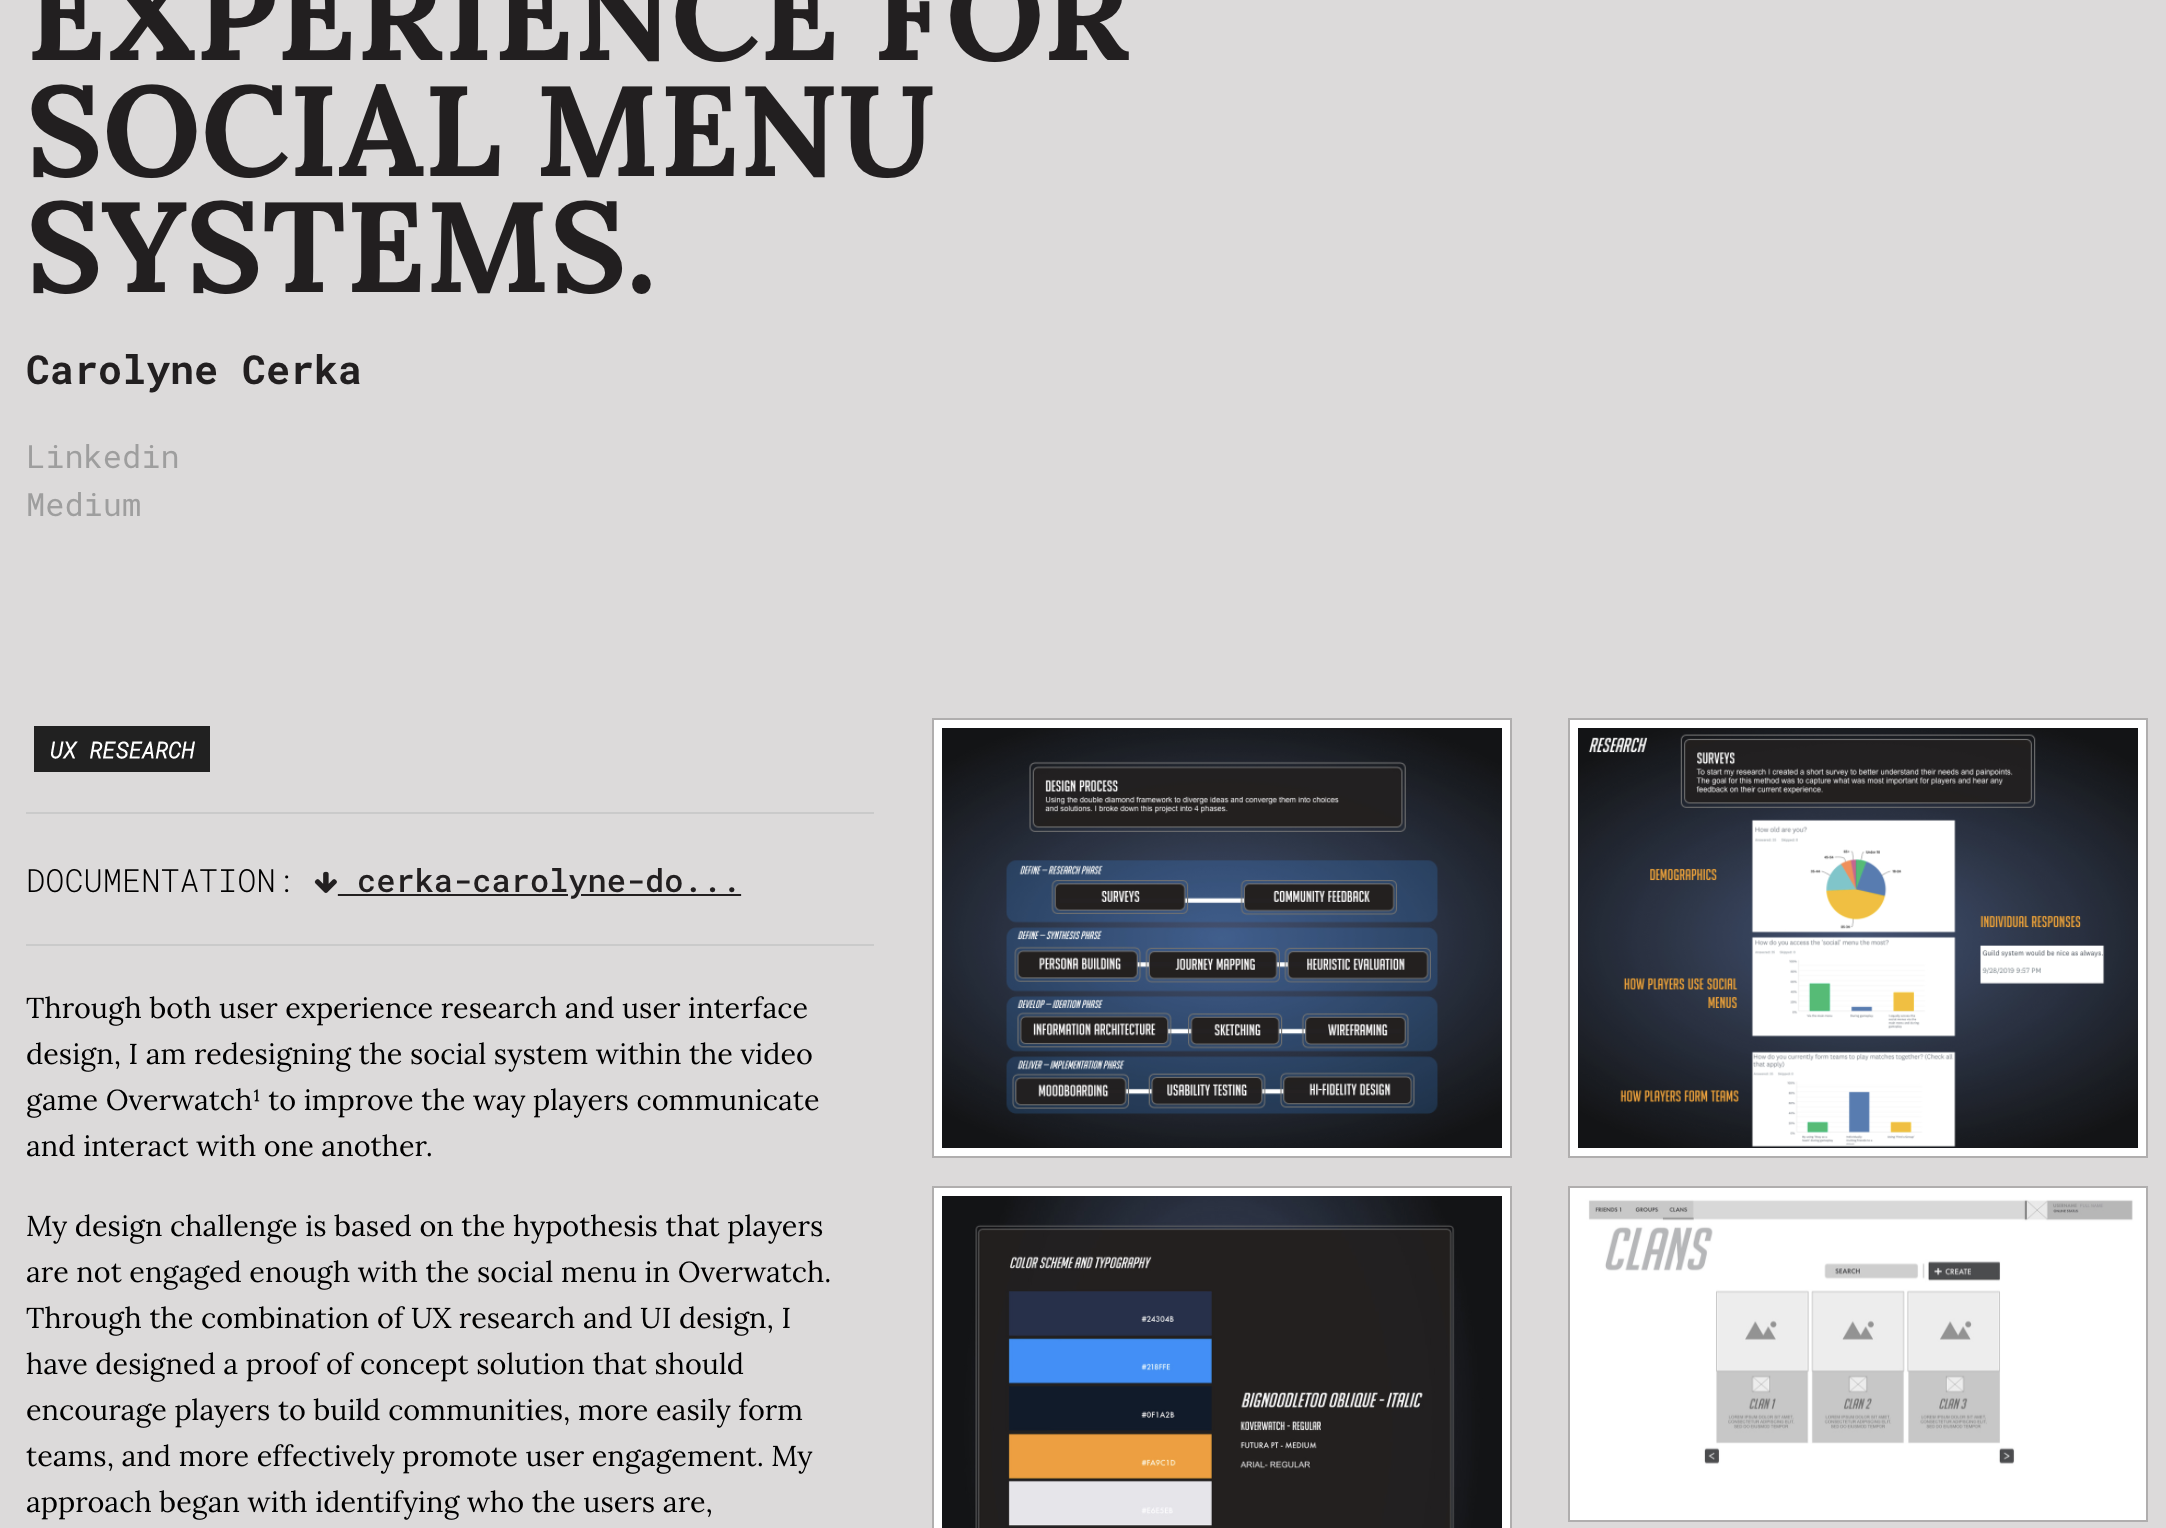 EXPERIENCE FOR
SOCIAL MENU
SYSTEMS.
Carolyne Cerka
Linkedin
Medium
UX RESEARCH
DOCUMENTATION: cerka-carolyne-do...
Through both user experience research and user interface
design, I am redesigning the social system within the video
game Overwatch¹ to improve the way players communicate
and interact with one another.
My design challenge is based on the hypothesis that players
are not engaged enough with the social menu in Overwatch.
Through the combination of UX research and UI design, I
have designed a proof of concept solution that should
encourage players to build communities, more easily form
teams, and more effectively promote user engagement. My
approach began with identifying who the users are,
DESIGN PROCESS
Using the double diamond framework to diverge ideas and converge them into choices
and solutions. I broke down this project into 4 phases.
DEFINE – RESEARCH PHASE
SURVEYS
COMMUNITY FEEDBACK
DEFINE – SYNTHESIS PHASE
PERSONA BUILDING
JOURNEY MAPPING
HEURISTIC EVALUATION
DEVELOP – IDEATION PHASE
INFORMATION ARCHITECTURE
SKETCHING
WIREFRAMING
DELIVER – IMPLEMENTATION PHASE
MOODBOARDING
USABILITY TESTING
HI-FIDELITY DESIGN
RESEARCH
SURVEYS
To start my research I created a short survey to better understand their needs and painpoints.
The goal for this method was to capture what was most important for players and hear any
feedback on their current experience.
DEMOGRAPHICS
How old are you?
HOW PLAYERS USE SOCIAL
MENUS
How do you access the 'social' menu the most?
INDIVIDUAL RESPONSES
Guild system would be nice as always.
9/28/2019 9:57 PM
HOW PLAYERS FORM TEAMS
How do you currently form teams to play matches together? (Check all
that apply)
COLOR SCHEME AND TYPOGRAPHY
#24304B
#218FFE
#0F1A2B
#FA9C1D
BIGNOODLETOO OBLIQUE - ITALIC
KOVERWATCH - REGULAR
FUTURA PT - MEDIUM
ARIAL- REGULAR
FRIENDS 1 GROUPS CLANS
CLANS
SEARCH
+ CREATE
CLAN 1
CLAN 2
CLAN 3
< >